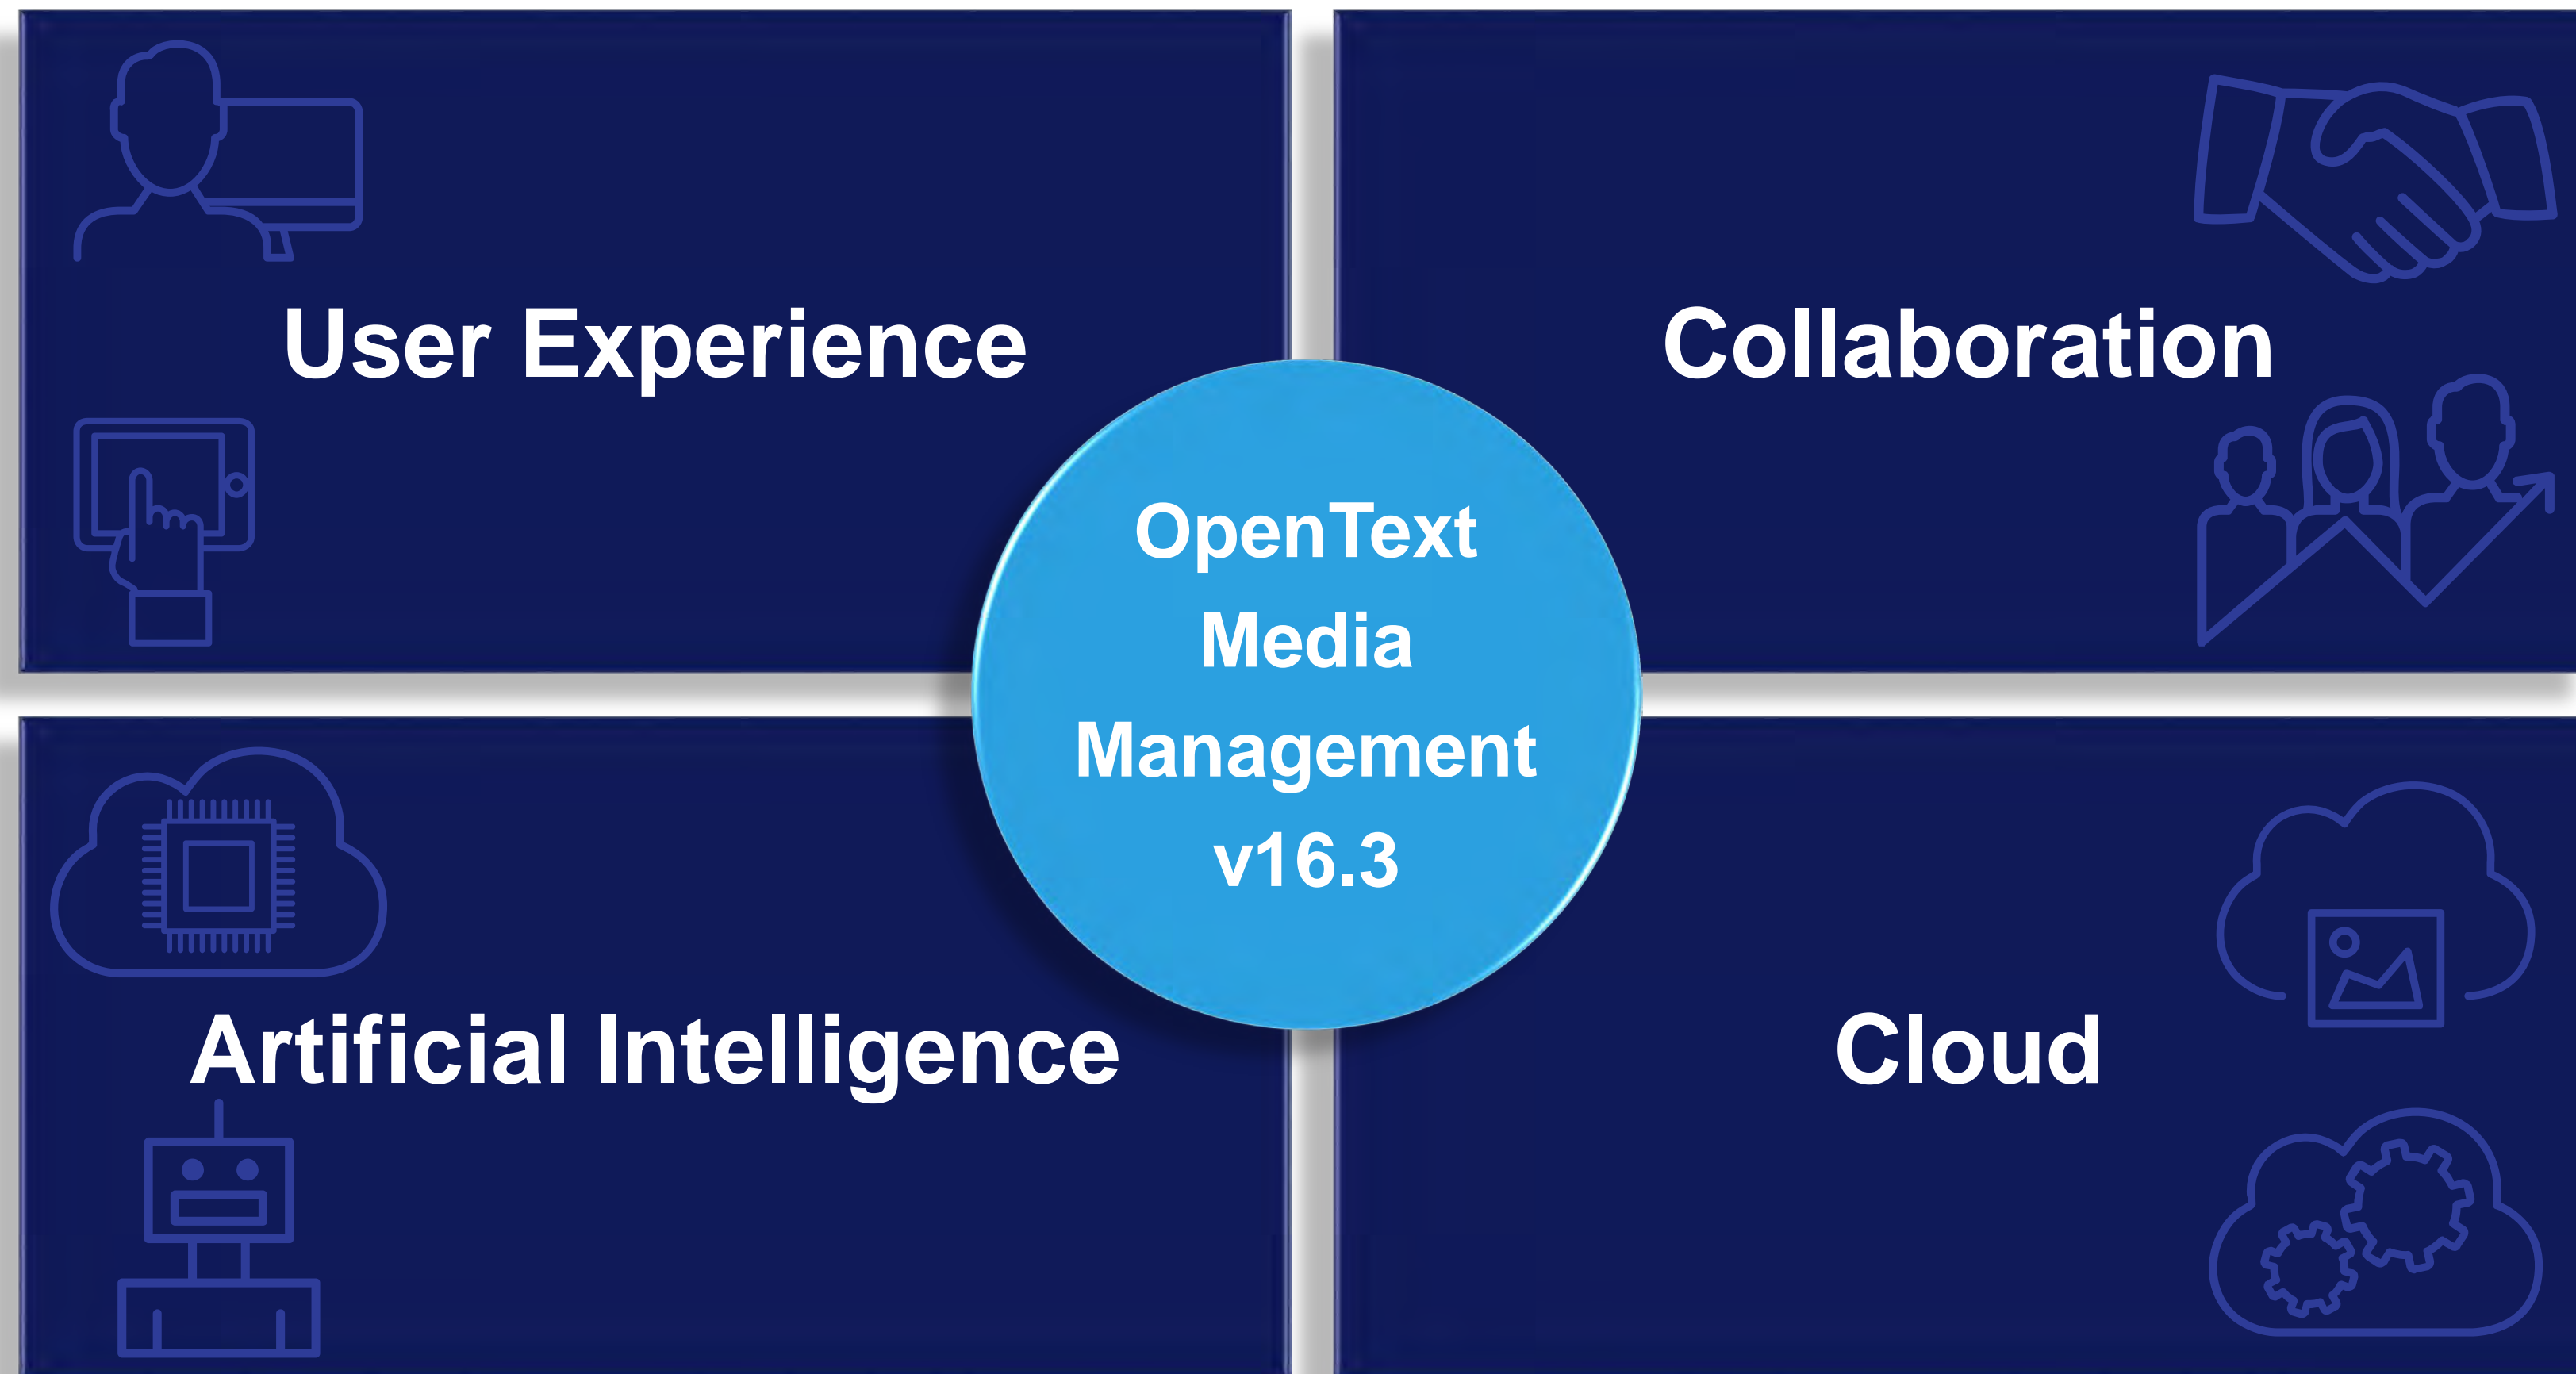 User Experience
Collaboration
OpenText
Media
Management
v16.3
Artificial Intelligence
Cloud